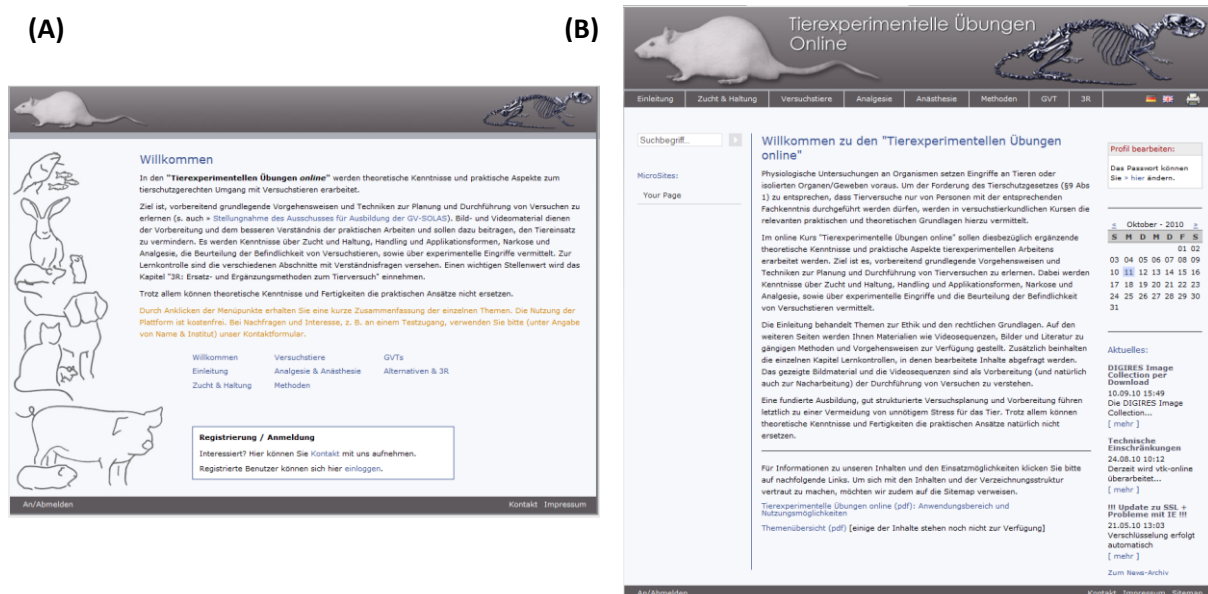 (A)
Willkommen
In den "Tierexperimentellen Übungen online" werden theoretische Kenntnisse und praktische Aspekte zum
tierschutzgerechten Umgang mit Versuchstieren erarbeitet.
Ziel ist, vorbereitend grundlegende Vorgehensweisen und Techniken zur Planung und Durchführung von Versuchen zu
erlernen (s. auch » Stellungnahme des Ausschusses für Ausbildung der GV-SOLAS). Bild- und Videomaterial dienen
der Vorbereitung und dem besseren Verständnis der praktischen Arbeiten und sollen dazu beitragen, den Tiereinsatz
zu vermindern. Es werden Kenntnisse über Zucht und Haltung, Handling und Applikationsformen, Narkose und
Analgesie, die Beurteilung der Befindlichkeit von Versuchstieren, sowie über experimentelle Eingriffe vermittelt. Zur
Lernkontrolle sind die verschiedenen Abschnitte mit Verständnisfragen versehen. Einen wichtigen Stellenwert wird das
Kapitel "3R: Ersatz- und Ergänzungsmethoden zum Tierversuch" einnehmen.
Trotz allem können theoretische Kenntnisse und Fertigkeiten die praktischen Ansätze nicht ersetzen.
Durch Anklicken der Menüpunkte erhalten Sie eine kurze Zusammenfassung der einzelnen Themen. Die Nutzung der
Plattform ist kostenfrei. Bei Nachfragen und Interesse, z. B. an einem Testzugang, verwenden Sie bitte (unter Angabe
von Name & Institut) unser Kontaktformular.
Willkommen Versuchstiere GVTs
Einleitung Analgesie & Anästhesie Alternativen & 3R
Zucht & Haltung Methoden
Registrierung / Anmeldung
Interessiert? Hier können Sie Kontakt mit uns aufnehmen.
Registrierte Benutzer können sich hier einloggen.
An/Abmelden Kontakt Impressum
(B)
Tierexperimentelle Übungen
Online
Einleitung Zucht & Haltung Versuchstiere Analgesie Anästhesie Methoden GVT 3R
Suchbegriff...
MicroSites:
Your Page
Willkommen zu den "Tierexperimentellen Übungen
online"
Physiologische Untersuchungen an Organismen setzen Eingriffe an Tieren oder
isolierten Organen/Geweben voraus. Um der Forderung des Tierschutzgesetzes (§9 Abs
1) zu entsprechen, dass Tierversuche nur von Personen mit der entsprechenden
Fachkenntnis durchgeführt werden dürfen, werden in versuchstierkundlichen Kursen die
relevanten praktischen und theoretischen Grundlagen hierzu vermittelt.
Im online Kurs "Tierexperimentelle Übungen online" sollen diesbezüglich ergänzende
theoretische Kenntnisse und praktische Aspekte tierexperimentellen Arbeitens
erarbeitet werden. Ziel ist es, vorbereitend grundlegende Vorgehensweisen und
Techniken zur Planung und Durchführung von Tierversuchen zu erlernen. Dabei werden
Kenntnisse über Zucht und Haltung, Handling und Applikationsformen, Narkose und
Analgesie, sowie über experimentelle Eingriffe und die Beurteilung der Befindlichkeit
von Versuchstieren vermittelt.
Die Einleitung behandelt Themen zur Ethik und den rechtlichen Grundlagen. Auf den
weiteren Seiten werden Ihnen Materialien wie Videosequenzen, Bilder und Literatur zu
gängigen Methoden und Vorgehensweisen zur Verfügung gestellt. Zusätzlich beinhalten
die einzelnen Kapitel Lernkontrollen, in denen bearbeitete Inhalte abgefragt werden.
Das gezeigte Bildmaterial und die Videosequenzen sind als Vorbereitung (und natürlich
auch zur Nacharbeitung) der Durchführung von Versuchen zu verstehen.
Eine fundierte Ausbildung, gut strukturierte Versuchsplanung und Vorbereitung führen
letztlich zu einer Vermeidung von unnötigem Stress für das Tier. Trotz allem können
theoretische Kenntnisse und Fertigkeiten die praktischen Ansätze natürlich nicht
ersetzen.
Für Informationen zu unseren Inhalten und den Einsatzmöglichkeiten klicken Sie bitte
auf nachfolgende Links. Um sich mit den Inhalten und der Verzeichnungsstruktur
vertraut zu machen, möchten wir zudem auf die Sitemap verweisen.
Tierexperimentelle Übungen online (pdf): Anwendungsbereich und
Nutzungsmöglichkeiten
Themenübersicht (pdf) [einige der Inhalte stehen noch nicht zur Verfügung]
Profil bearbeiten:
Das Passwort können
Sie > hier ändern.
< Oktober - 2010 >
S M D M D F S
01 02
03 04 05 06 07 08 09
10 11 12 13 14 15 16
17 18 19 20 21 22 23
24 25 26 27 28 29 30
31
Aktuelles:
DIGIRES Image
Collection per
Download
10.09.10 15:49
Die DIGIRES Image
Collection...
[ mehr ]
Technische
Einschränkungen
24.08.10 10:12
Derzeit wird vtk-online
überarbeitet...
[ mehr ]
!!! Update zu SSL +
Probleme mit IE !!!
21.05.10 13:03
Verschlüsselung erfolgt
automatisch
[ mehr ]
Zum News-Archiv
An/Abmelden Kontakt Impressum Sitemap